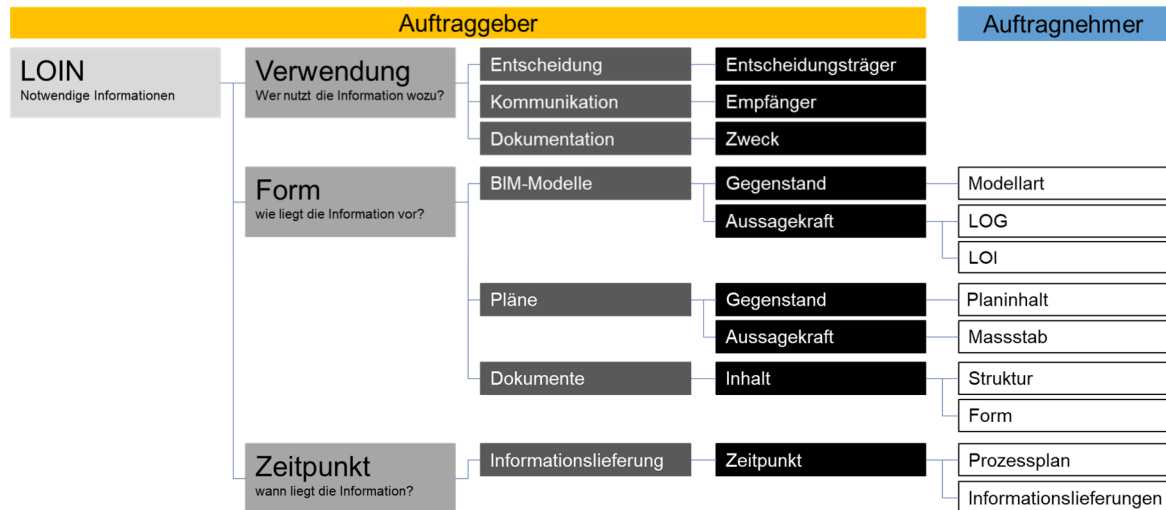 Auftraggeber
Auftragnehmer
LOIN
Notwendige Informationen
Verwendung
Wer nutzt die Information wozu?
Entscheidung
Entscheidungsträger
Kommunikation
Empfänger
Dokumentation
Zweck
Form
wie liegt die Information vor?
BIM-Modelle
Gegenstand
Modellart
Aussagekraft
LOG
LOI
Pläne
Gegenstand
Planinhalt
Aussagekraft
Massstab
Dokumente
Inhalt
Struktur
Form
Zeitpunkt
wann liegt die Information?
Informationslieferung
Zeitpunkt
Prozessplan
Informationslieferungen